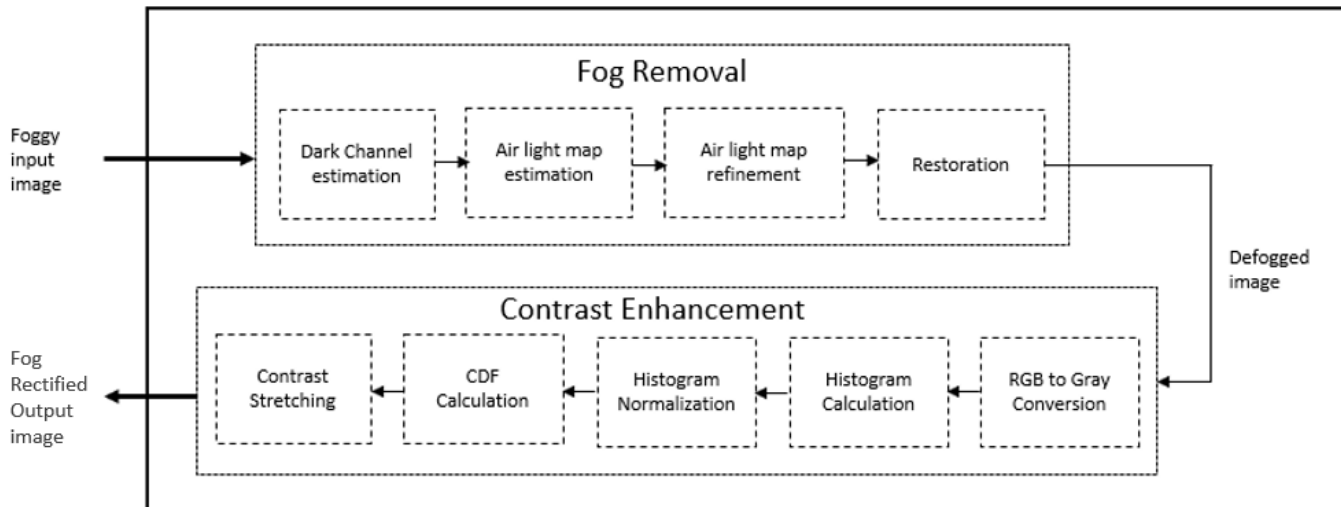 Fog Removal
Foggy
input
image
Dark Channel
estimation
Air light map
estimation
Air light map
refinement
Restoration
Defogged
image
Contrast Enhancement
RGB to Gray
Conversion
Histogram
Calculation
Histogram
Normalization
CDF
Calculation
Contrast
Stretching
Fog
Rectified
Output
image